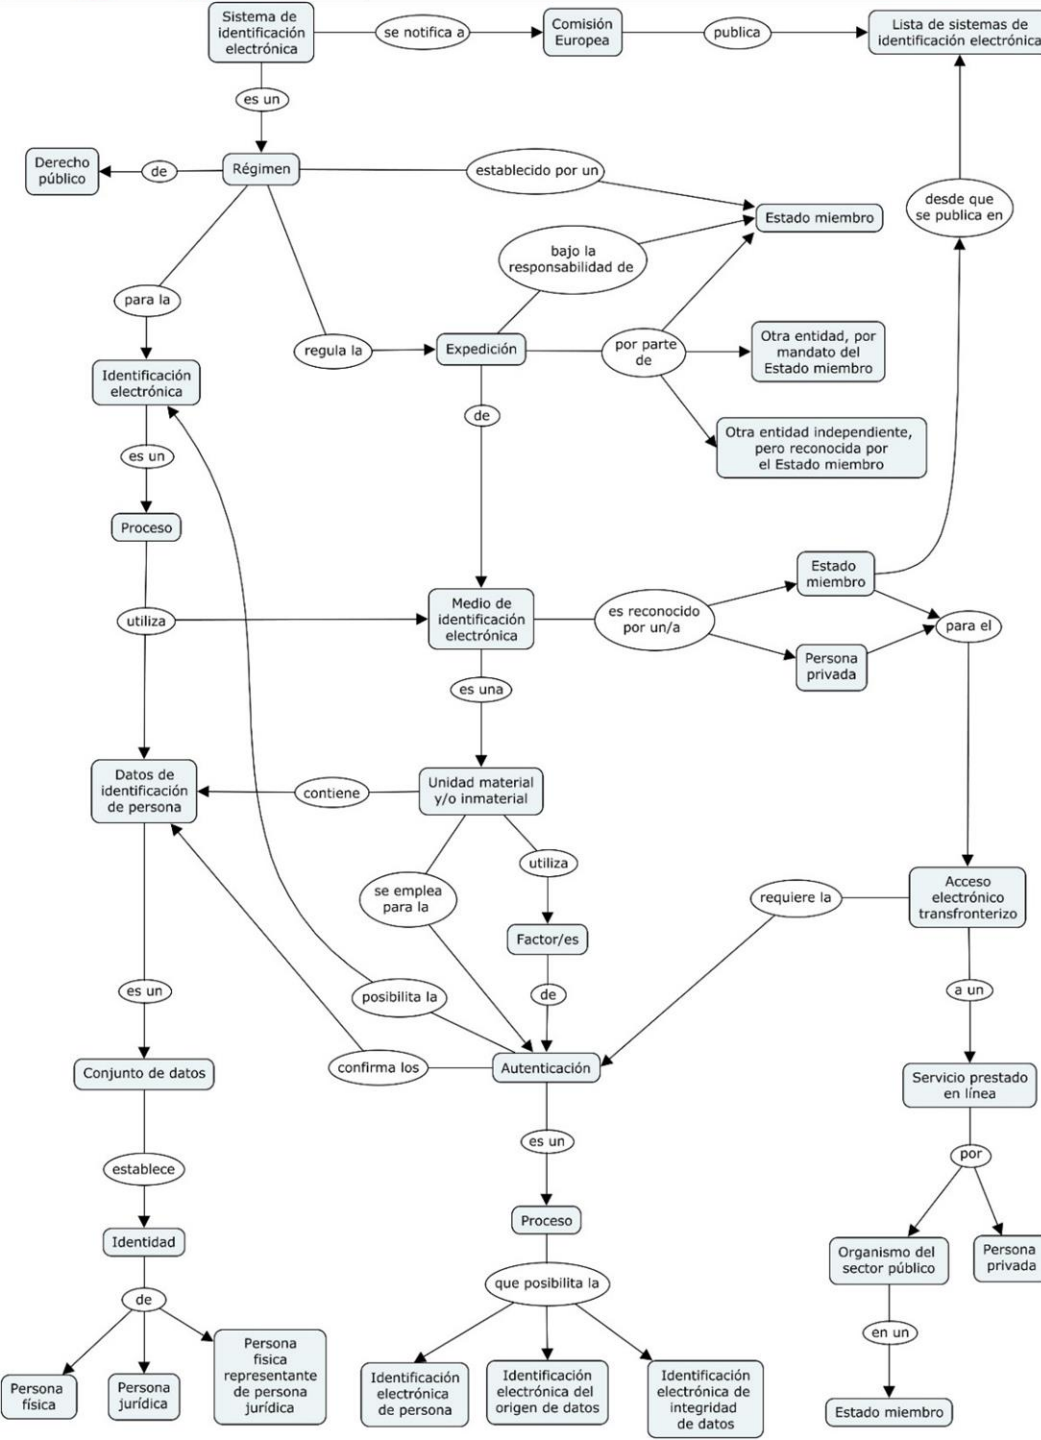 Sistema de
identificación
electrónica
se notifica a
Comisión
Europea
publica
Lista de sistemas de
identificación electrónica
es un
Derecho
público
de
Régimen
establecido por un
Estado miembro
desde que
se publica en
bajo la
responsabilidad de
para la
regula la
Expedición
por parte
de
Otra entidad, por
mandato del
Estado miembro
Identificación
electrónica
de
Otra entidad independiente,
pero reconocida por
el Estado miembro
es un
Proceso
utiliza
Medio de
identificación
electrónica
es reconocido
por un/a
Estado
miembro
Persona
privada
para el
es una
Datos de
identificación
de persona
contiene
Unidad material
y/o inmaterial
se emplea
para la
utiliza
Factor/es
de
requiere la
Acceso
electrónico
transfronterizo
es un
posibilita la
a un
Conjunto de datos
confirma los
Autenticación
Servicio prestado
en línea
establece
es un
por
Identidad
Proceso
Organismo del
sector público
Persona
privada
de
que posibilita la
en un
Persona
física
Persona
jurídica
Persona
fisica
representante
de persona
jurídica
Identificación
electrónica
de persona
Identificación
electrónica del
origen de datos
Identificación
electrónica de
integridad
de datos
Estado miembro